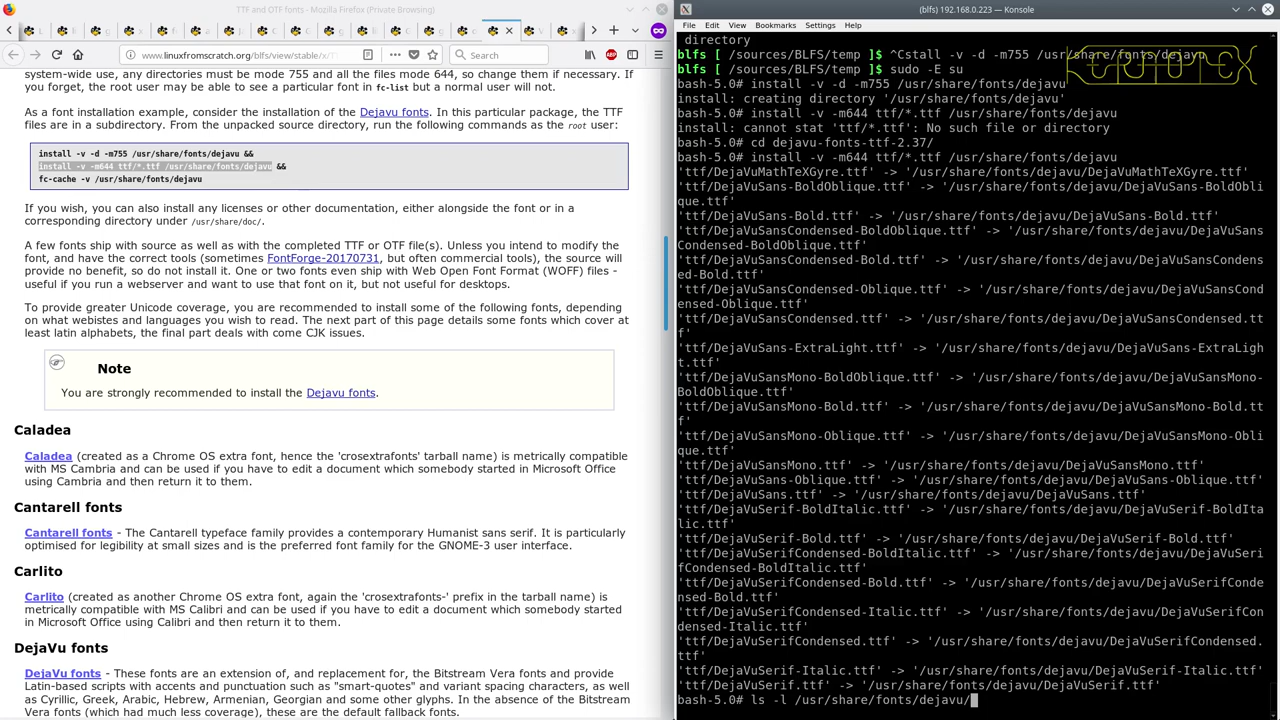 TTF and OTF fonts - Mozilla Firefox (Private Browsing)
www.linuxfromscratch.org/blfs/view/stable/x/T
Search
system-wide use, any directories must be mode 755 and all the files mode 644, so change them if necessary. If
you forget, the root user may be able to see a particular font in fc-list but a normal user will not.
As a font installation example, consider the installation of the Dejavu fonts. In this particular package, the TTF
files are in a subdirectory. From the unpacked source directory, run the following commands as the root user:
install -v -d -m755 /usr/share/fonts/dejavu &&
install -v -m644 ttf/*.ttf /usr/share/fonts/dejavu &&
fc-cache -v /usr/share/fonts/dejavu
If you wish, you can also install any licenses or other documentation, either alongside the font or in a
corresponding directory under /usr/share/doc/.
A few fonts ship with source as well as with the completed TTF or OTF file(s). Unless you intend to modify the
font, and have the correct tools (sometimes FontForge-20170731, but often commercial tools), the source will
provide no benefit, so do not install it. One or two fonts even ship with Web Open Font Format (WOFF) files -
useful if you run a webserver and want to use that font on it, but not useful for desktops.
To provide greater Unicode coverage, you are recommended to install some of the following fonts, depending
on what webistes and languages you wish to read. The next part of this page details some fonts which cover at
least latin alphabets, the final part deals with come CJK issues.
Note
You are strongly recommended to install the Dejavu fonts.
Caladea
Caladea (created as a Chrome OS extra font, hence the 'crosextrafonts' tarball name) is metrically compatible
with MS Cambria and can be used if you have to edit a document which somebody started in Microsoft Office
using Cambria and then return it to them.
Cantarell fonts
Cantarell fonts - The Cantarell typeface family provides a contemporary Humanist sans serif. It is particularly
optimised for legibility at small sizes and is the preferred font family for the GNOME-3 user interface.
Carlito
Carlito (created as another Chrome OS extra font, again the 'crosextrafonts-' prefix in the tarball name) is
metrically compatible with MS Calibri and can be used if you have to edit a document which somebody started
in Microsoft Office using Calibri and then return it to them.
DejaVu fonts
DejaVu fonts - These fonts are an extension of, and replacement for, the Bitstream Vera fonts and provide
Latin-based scripts with accents and punctuation such as "smart-quotes" and variant spacing characters, as well
as Cyrillic, Greek, Arabic, Hebrew, Armenian, Georgian and some other glyphs. In the absence of the Bitstream
Vera fonts (which had much less coverage), these are the default fallback fonts.
(blfs) 192.168.0.223 — Konsole
File Edit View Bookmarks Settings Help
directory
blfs [ /sources/BLFS/temp ]$ ^Cstall -v -d -m755 /usr/share/fonts/dejavu
blfs [ /sources/BLFS/temp ]$ sudo -E su
bash-5.0# install -v -d -m755 /usr/share/fonts/dejavu
install: creating directory '/usr/share/fonts/dejavu'
bash-5.0# install -v -m644 ttf/*.ttf /usr/share/fonts/dejavu
install: cannot stat 'ttf/*.ttf': No such file or directory
bash-5.0# cd dejavu-fonts-ttf-2.37/
bash-5.0# install -v -m644 ttf/*.ttf /usr/share/fonts/dejavu
'ttf/DejaVuMathTeXGyre.ttf' -> '/usr/share/fonts/dejavu/DejaVuMathTeXGyre.ttf'
'ttf/DejaVuSans-BoldOblique.ttf' -> '/usr/share/fonts/dejavu/DejaVuSans-BoldObli
que.ttf'
'ttf/DejaVuSans-Bold.ttf' -> '/usr/share/fonts/dejavu/DejaVuSans-Bold.ttf'
'ttf/DejaVuSansCondensed-BoldOblique.ttf' -> '/usr/share/fonts/dejavu/DejaVuSans
Condensed-BoldOblique.ttf'
'ttf/DejaVuSansCondensed-Bold.ttf' -> '/usr/share/fonts/dejavu/DejaVuSansCondens
ed-Bold.ttf'
'ttf/DejaVuSansCondensed-Oblique.ttf' -> '/usr/share/fonts/dejavu/DejaVuSansCond
ensed-Oblique.ttf'
'ttf/DejaVuSansCondensed.ttf' -> '/usr/share/fonts/dejavu/DejaVuSansCondensed.tt
f'
'ttf/DejaVuSans-ExtraLight.ttf' -> '/usr/share/fonts/dejavu/DejaVuSans-ExtraLigh
t.ttf'
'ttf/DejaVuSansMono-BoldOblique.ttf' -> '/usr/share/fonts/dejavu/DejaVuSansMono-
BoldOblique.ttf'
'ttf/DejaVuSansMono-Bold.ttf' -> '/usr/share/fonts/dejavu/DejaVuSansMono-Bold.tt
f'
'ttf/DejaVuSansMono-Oblique.ttf' -> '/usr/share/fonts/dejavu/DejaVuSansMono-Obli
que.ttf'
'ttf/DejaVuSansMono.ttf' -> '/usr/share/fonts/dejavu/DejaVuSansMono.ttf'
'ttf/DejaVuSans-Oblique.ttf' -> '/usr/share/fonts/dejavu/DejaVuSans-Oblique.ttf'
'ttf/DejaVuSans.ttf' -> '/usr/share/fonts/dejavu/DejaVuSans.ttf'
'ttf/DejaVuSerif-BoldItalic.ttf' -> '/usr/share/fonts/dejavu/DejaVuSerif-BoldIta
lic.ttf'
'ttf/DejaVuSerif-Bold.ttf' -> '/usr/share/fonts/dejavu/DejaVuSerif-Bold.ttf'
'ttf/DejaVuSerifCondensed-BoldItalic.ttf' -> '/usr/share/fonts/dejavu/DejaVuSeri
fCondensed-BoldItalic.ttf'
'ttf/DejaVuSerifCondensed-Bold.ttf' -> '/usr/share/fonts/dejavu/DejaVuSerifConde
nsed-Bold.ttf'
'ttf/DejaVuSerifCondensed-Italic.ttf' -> '/usr/share/fonts/dejavu/DejaVuSerifCon
densed-Italic.ttf'
'ttf/DejaVuSerifCondensed.ttf' -> '/usr/share/fonts/dejavu/DejaVuSerifCondensed.
ttf'
'ttf/DejaVuSerif-Italic.ttf' -> '/usr/share/fonts/dejavu/DejaVuSerif-Italic.ttf'
'ttf/DejaVuSerif.ttf' -> '/usr/share/fonts/dejavu/DejaVuSerif.ttf'
bash-5.0# ls -l /usr/share/fonts/dejavu/